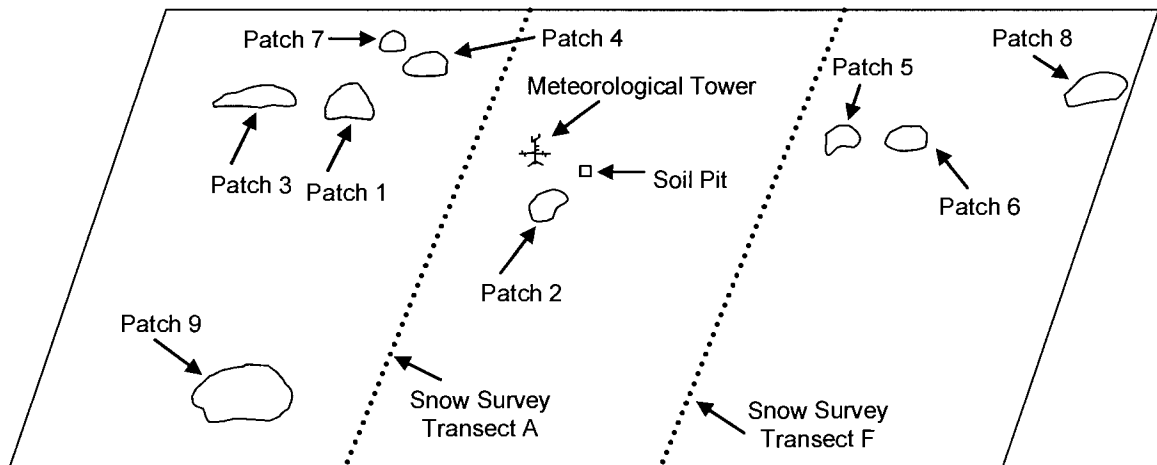 Patch 7
Patch 4
Patch 8
Patch 5
Meteorological Tower
Patch 3
Patch 1
Soil Pit
Patch 6
Patch 2
Patch 9
Snow Survey
Transect A
Snow Survey
Transect F